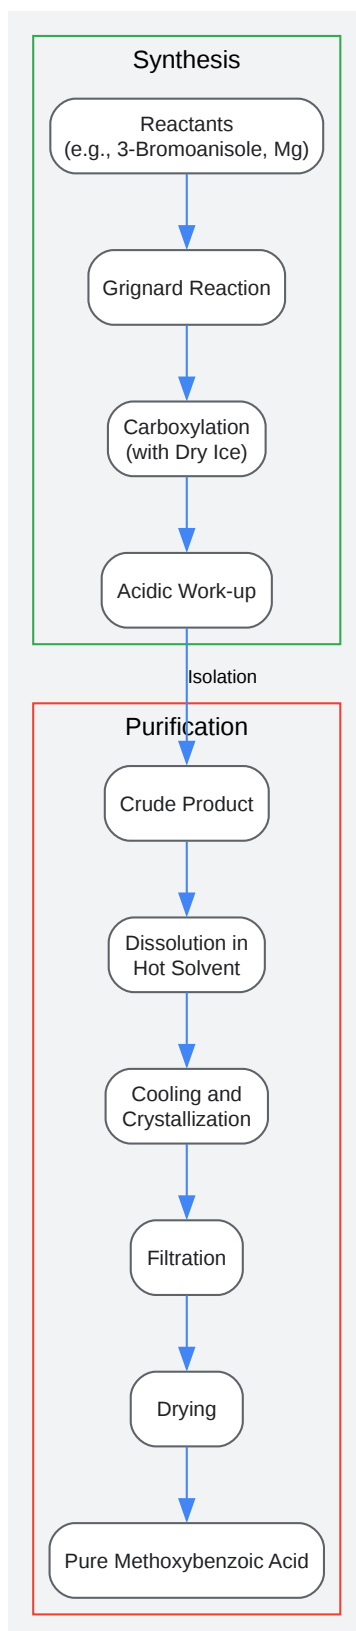 Synthesis
Reactants
(e.g., 3-Bromoanisole, Mg)
Grignard Reaction
Carboxylation
(with Dry Ice)
Acidic Work-up
Isolation
Purification
Crude Product
Dissolution in
Hot Solvent
Cooling and
Crystallization
Filtration
Drying
Pure Methoxybenzoic Acid